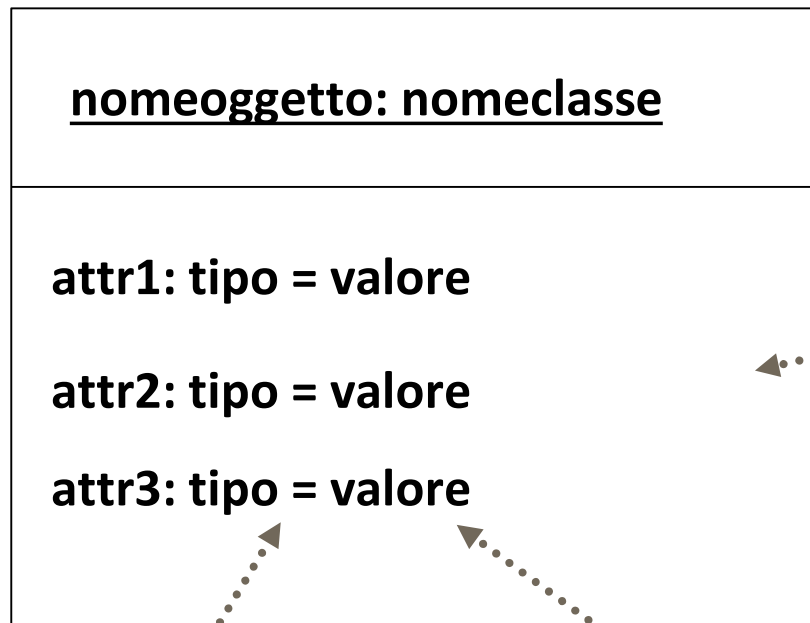 nomeoggetto: nomeclasse
attr1: tipo = valore
attr2: tipo = valore
attr3: tipo = valore